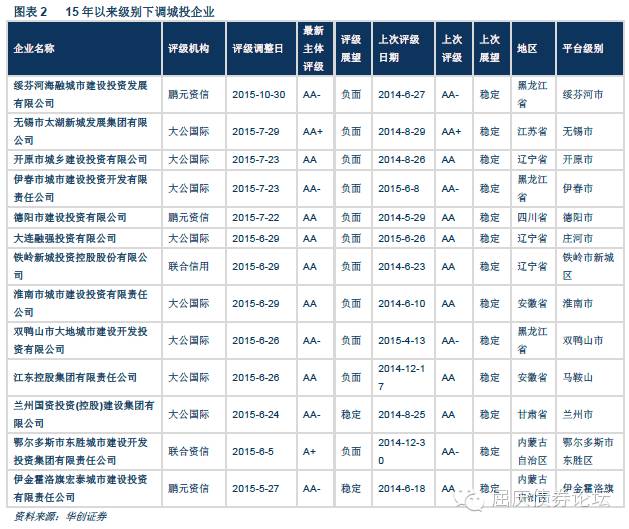 图表 2 15 年以来级别下调城投企业
企业名称 评级机构 评级调整日 最新主体评级 评级展望 上次评级日期 上次评级 上次展望 地区 平台级别
绥芬河海融城市建设投资发展有限公司 鹏元资信 2015-10-30 AA- 负面 2014-6-27 AA- 稳定 黑龙江省 绥芬河市
无锡市太湖新城发展集团有限公司 大公国际 2015-7-29 AA+ 负面 2014-8-29 AA+ 稳定 江苏省 无锡市
开原市城乡建设投资有限公司 大公国际 2015-7-23 AA 负面 2014-8-26 AA 稳定 辽宁省 开原市
伊春市城市建设投资开发有限责任公司 大公国际 2015-7-23 AA- 负面 2015-6-8 AA- 稳定 黑龙江省 伊春市
德阳市建设投资有限公司 鹏元资信 2015-7-22 AA 负面 2014-5-29 AA 稳定 四川省 德阳市
大连融强投资有限公司 大公国际 2015-6-29 AA 负面 2015-6-26 AA 稳定 辽宁省 庄河市
铁岭新城投资控股股份有限公司 联合信用 2015-6-29 AA 负面 2014-6-23 AA 稳定 辽宁省 铁岭市新城区
淮南市城市建设投资有限责任公司 大公国际 2015-6-29 AA 负面 2014-6-10 AA 稳定 安徽省 淮南市
双鸭山市大地城市建设开发投资有限公司 大公国际 2015-6-26 AA- 负面 2015-4-13 AA- 稳定 黑龙江省 双鸭山市
江东控股集团有限责任公司 大公国际 2015-6-26 AA 负面 2014-12-17 AA 稳定 安徽省 马鞍山
兰州国资投资(控股)建设集团有限公司 大公国际 2015-6-24 AA- 稳定 2014-8-25 AA 稳定 甘肃省 兰州市
鄂尔多斯市东胜城市建设开发投资集团有限责任公司 联合资信 2015-6-5 A+ 负面 2014-12-30 AA- 稳定 内蒙古自治区 鄂尔多斯市东胜区
伊金霍洛旗宏泰城市建设投资有限责任公司 鹏元资信 2015-5-27 AA- 稳定 2014-6-18 AA 稳定 内蒙古自治区 伊金霍洛旗
资料来源：华创证券
屈庆债券论坛